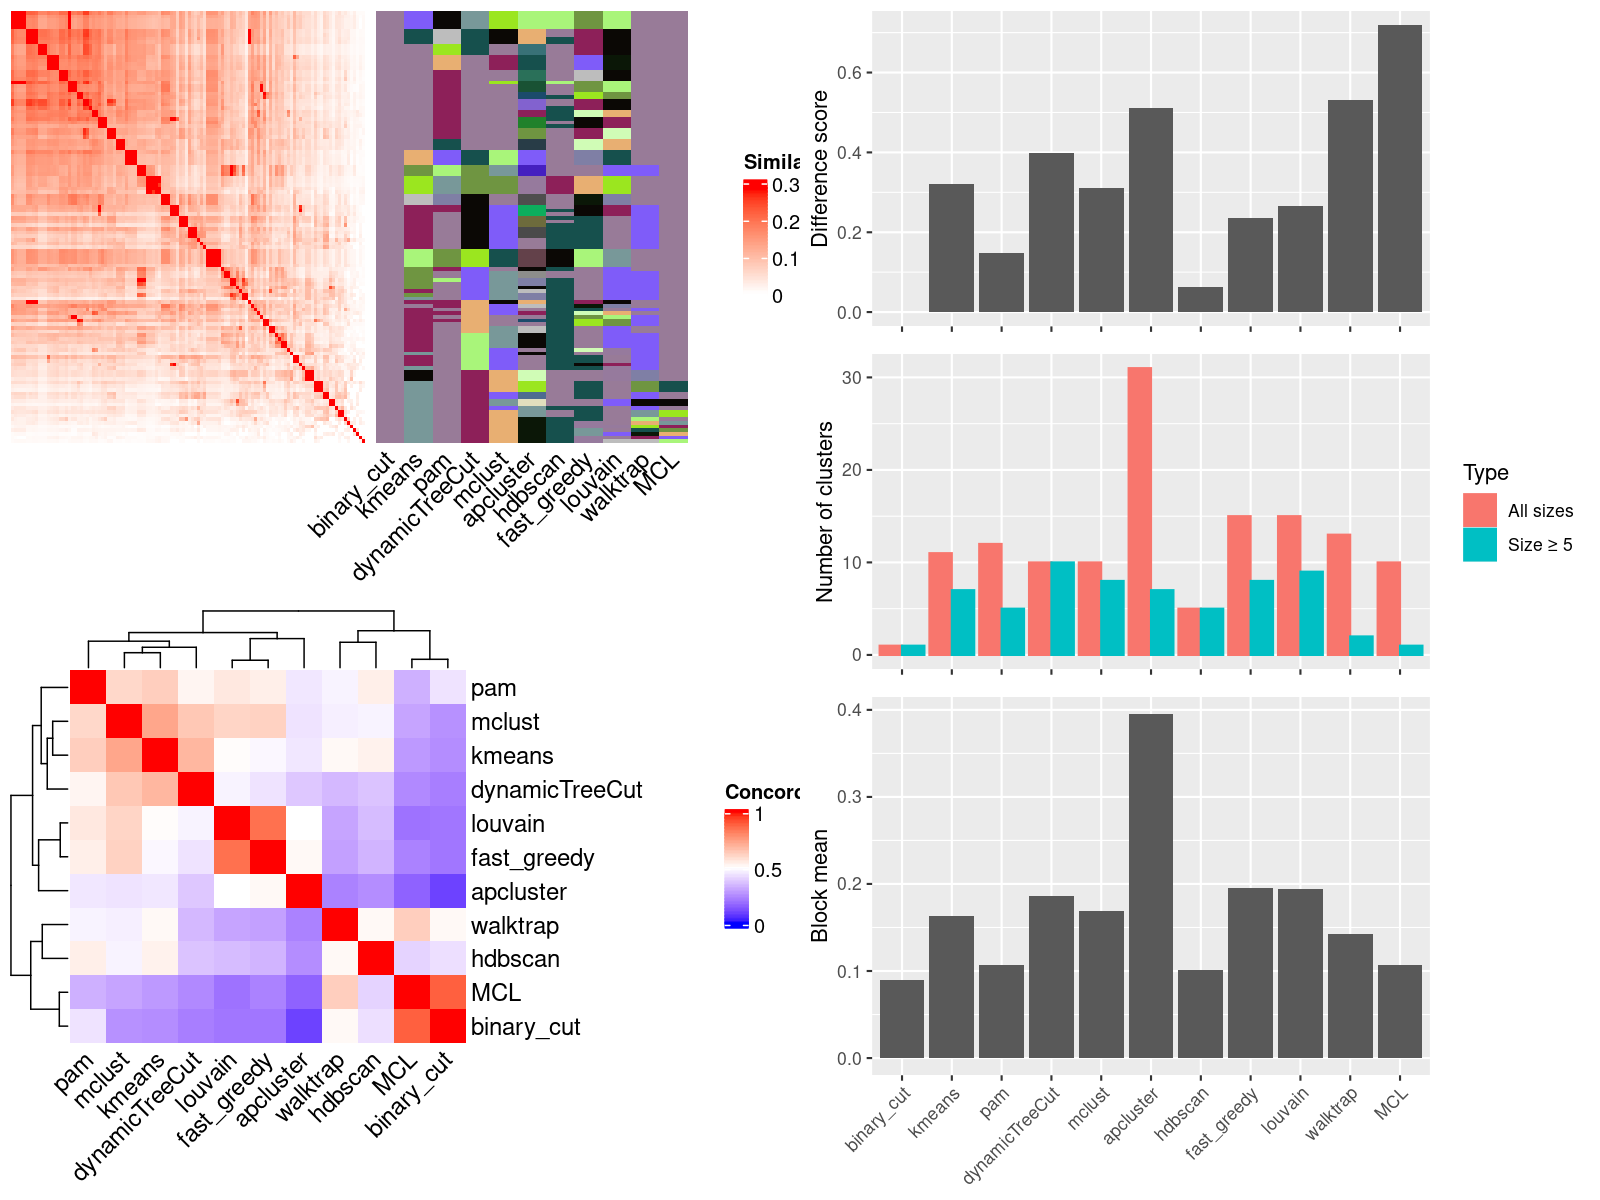 Simila
0.3
0.2
0.1
0
binary_cut
kmeans
pam
dynamicTreeCut
mclust
apcluster
hdbscan
fast_greedy
louvain
walktrap
MCL
pam
mclust
kmeans
dynamicTreeCut
louvain
fast_greedy
apcluster
walktrap
hdbscan
MCL
binary_cut
Concord
1
0.5
0
pam
mclust
kmeans
dynamicTreeCut
louvain
fast_greedy
apcluster
walktrap
hdbscan
MCL
binary_cut
Difference score
0.6
0.4
0.2
0.0
Number of clusters
30
20
10
0
Type
All sizes
Size ≥ 5
Block mean
0.4
0.3
0.2
0.1
0.0
binary_cut
kmeans
pam
dynamicTreeCut
mclust
apcluster
hdbscan
fast_greedy
louvain
walktrap
MCL